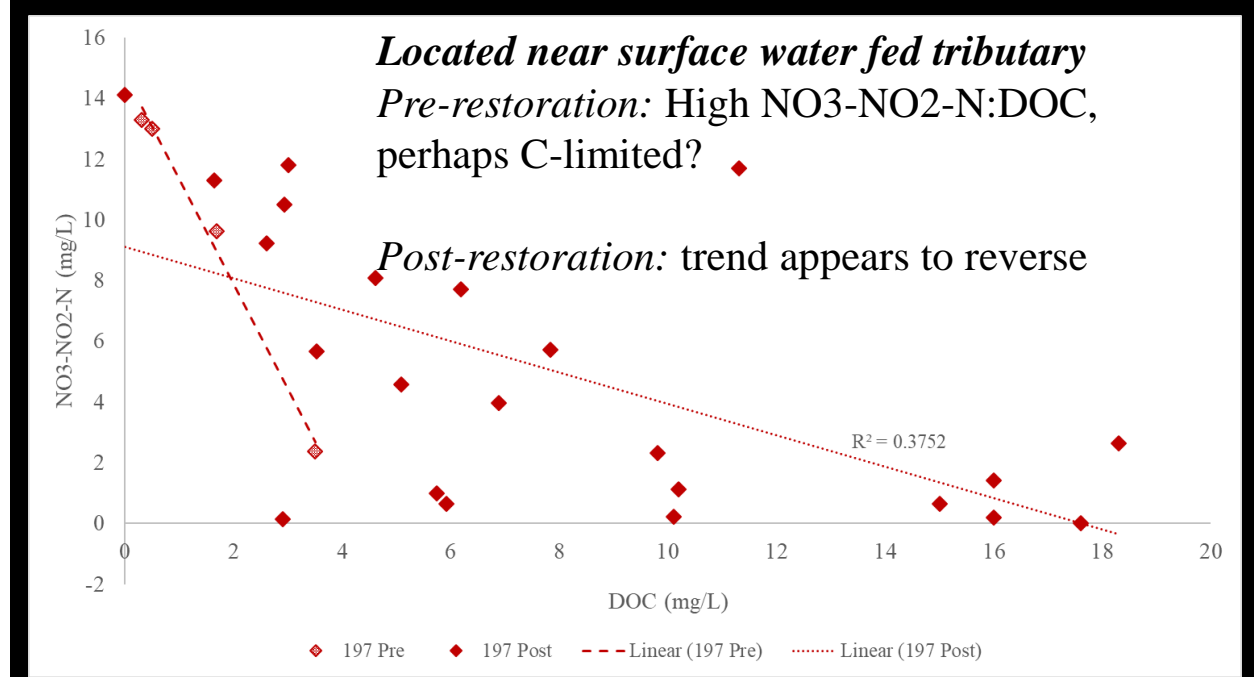 Located near surface water fed tributary
Pre-restoration: High NO3-NO2-N:DOC,
perhaps C-limited?
Post-restoration: trend appears to reverse
NO3-NO2-N (mg/L)
16
14
12
10
8
6
4
2
0
-2
R² = 0.3752
0 2 4 6 8 10 12 14 16 18 20
DOC (mg/L)
197 Pre 197 Post Linear (197 Pre) Linear (197 Post)